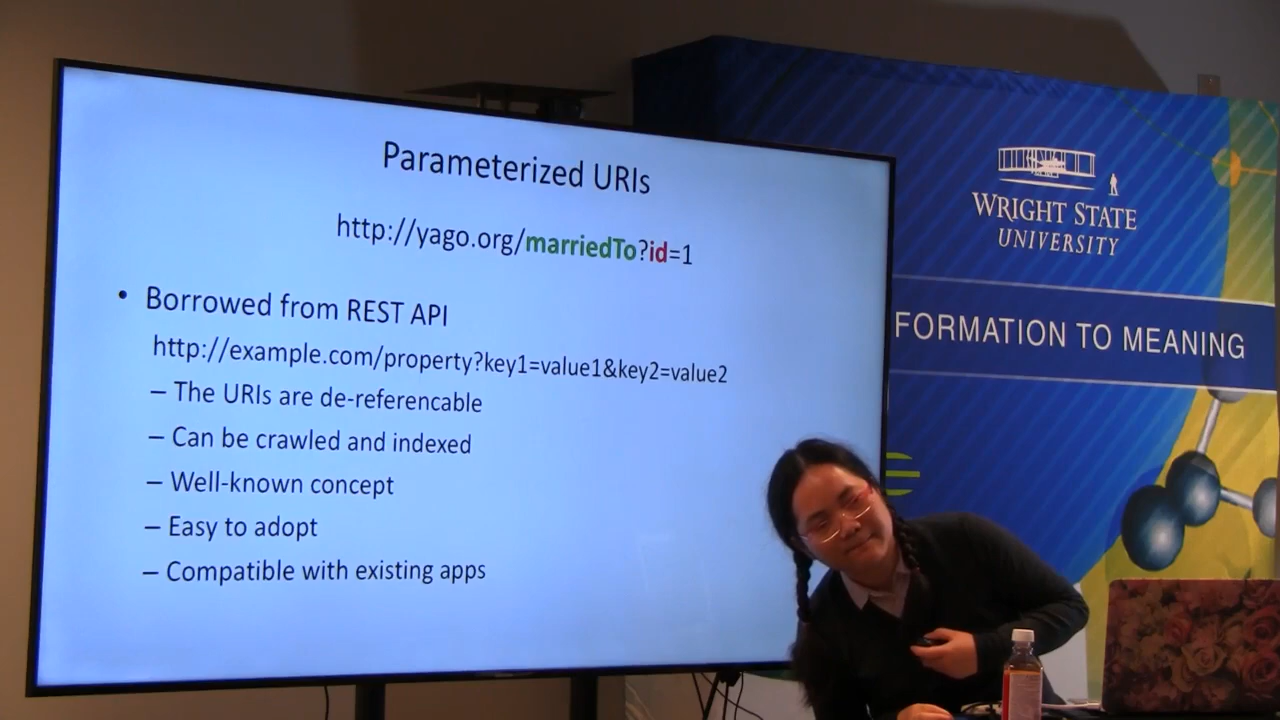 Parameterized URIs
http://yago.org/marriedTo?id=1
• Borrowed from REST API
http://example.com/property?key1=value1&key2=value2
– The URIs are de-referencable
– Can be crawled and indexed
– Well-known concept
– Easy to adopt
– Compatible with existing apps
WRIGHT STATE
UNIVERSITY
FORMATION TO MEANING